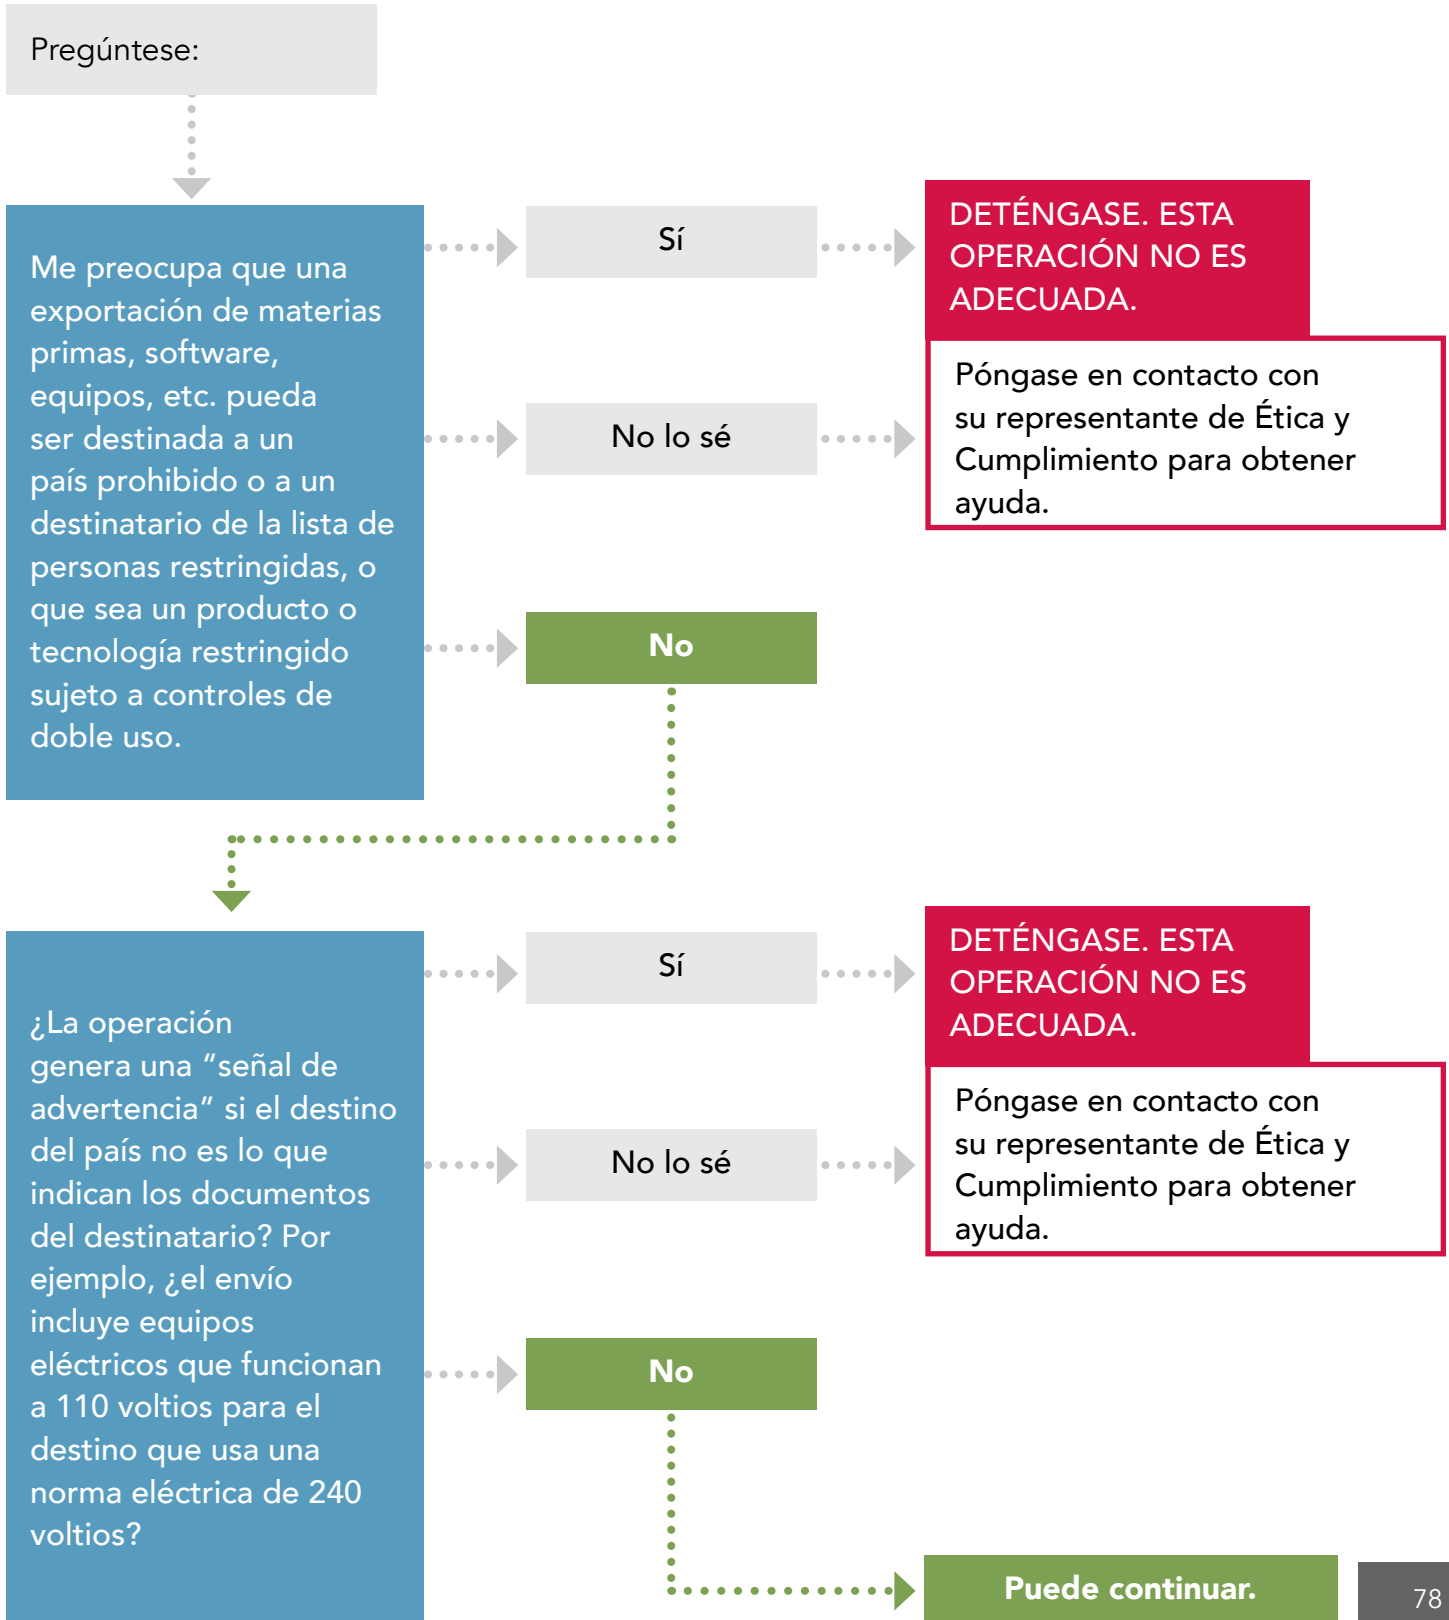 Pregúntese:
Me preocupa que una
exportación de materias
primas, software,
equipos, etc. pueda
ser destinada a un
país prohibido o a un
destinatario de la lista de
personas restringidas, o
que sea un producto o
tecnología restringido
sujeto a controles de
doble uso.
Sí
DETÉNGASE. ESTA
OPERACIÓN NO ES
ADECUADA.
No lo sé
Póngase en contacto con
su representante de Ética y
Cumplimiento para obtener
ayuda.
No
¿La operación
genera una “señal de
advertencia” si el destino
del país no es lo que
indican los documentos
del destinatario? Por
ejemplo, ¿el envío
incluye equipos
eléctricos que funcionan
a 110 voltios para el
destino que usa una
norma eléctrica de 240
voltios?
Sí
DETÉNGASE. ESTA
OPERACIÓN NO ES
ADECUADA.
No lo sé
Póngase en contacto con
su representante de Ética y
Cumplimiento para obtener
ayuda.
No
Puede continuar.
78